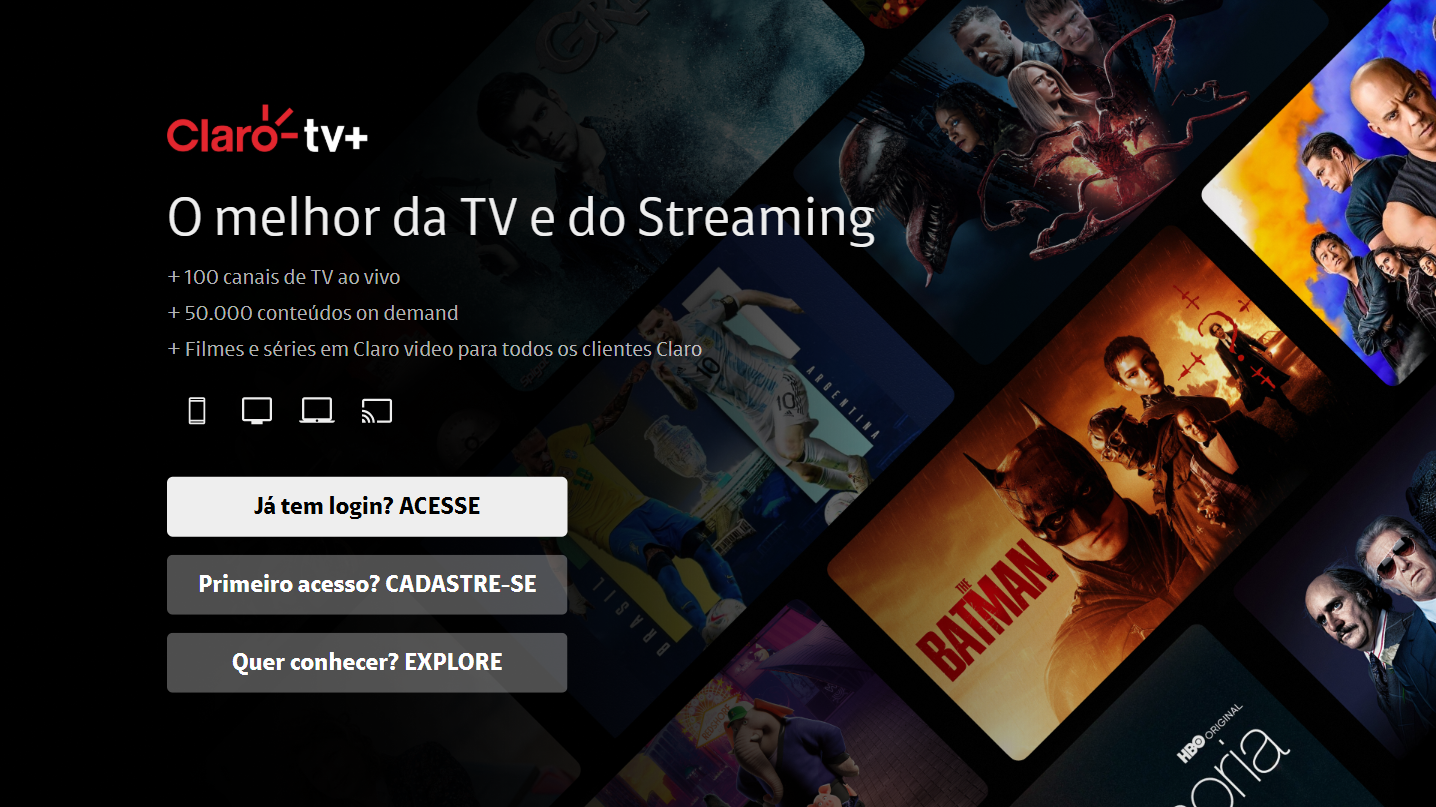 Claro tv+
O melhor da TV e do Streaming
+ 100 canais de TV ao vivo
+ 50.000 conteúdos on demand
+ Filmes e séries em Claro video para todos os clientes Claro
Já tem login? ACESSE
Primeiro acesso? CADASTRE-SE
Quer conhecer? EXPLORE
10
10
ARGENTINA
BRASIL
THE
BATMAN
HBO ORIGINAL